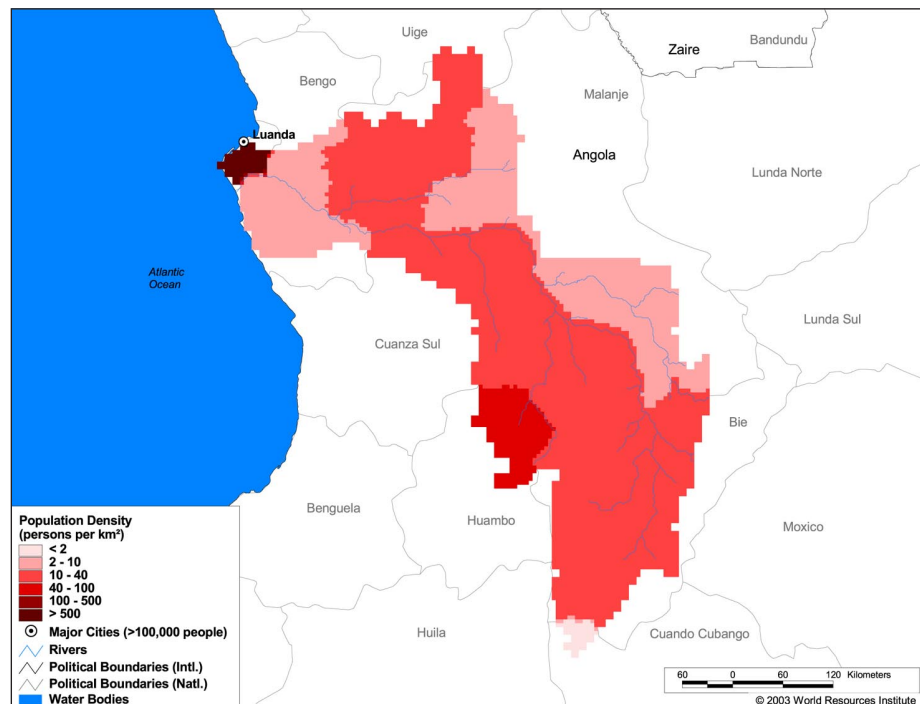 Uige
Zaire
Bandundu
Bengo
Malanje
Luanda
Angola
Lunda Norte
Atlantic
Ocean
Lunda Sul
Cuanza Sul
Bie
Benguela
Huambo
Moxico
Huila
Cuando Cubango
Population Density
(persons per km²)
< 2
2 - 10
10 - 40
40 - 100
100 - 500
> 500
Major Cities (>100,000 people)
Rivers
Political Boundaries (Intl.)
Political Boundaries (Natl.)
Water Bodies
60 0 60 120 Kilometers
© 2003 World Resources Institute